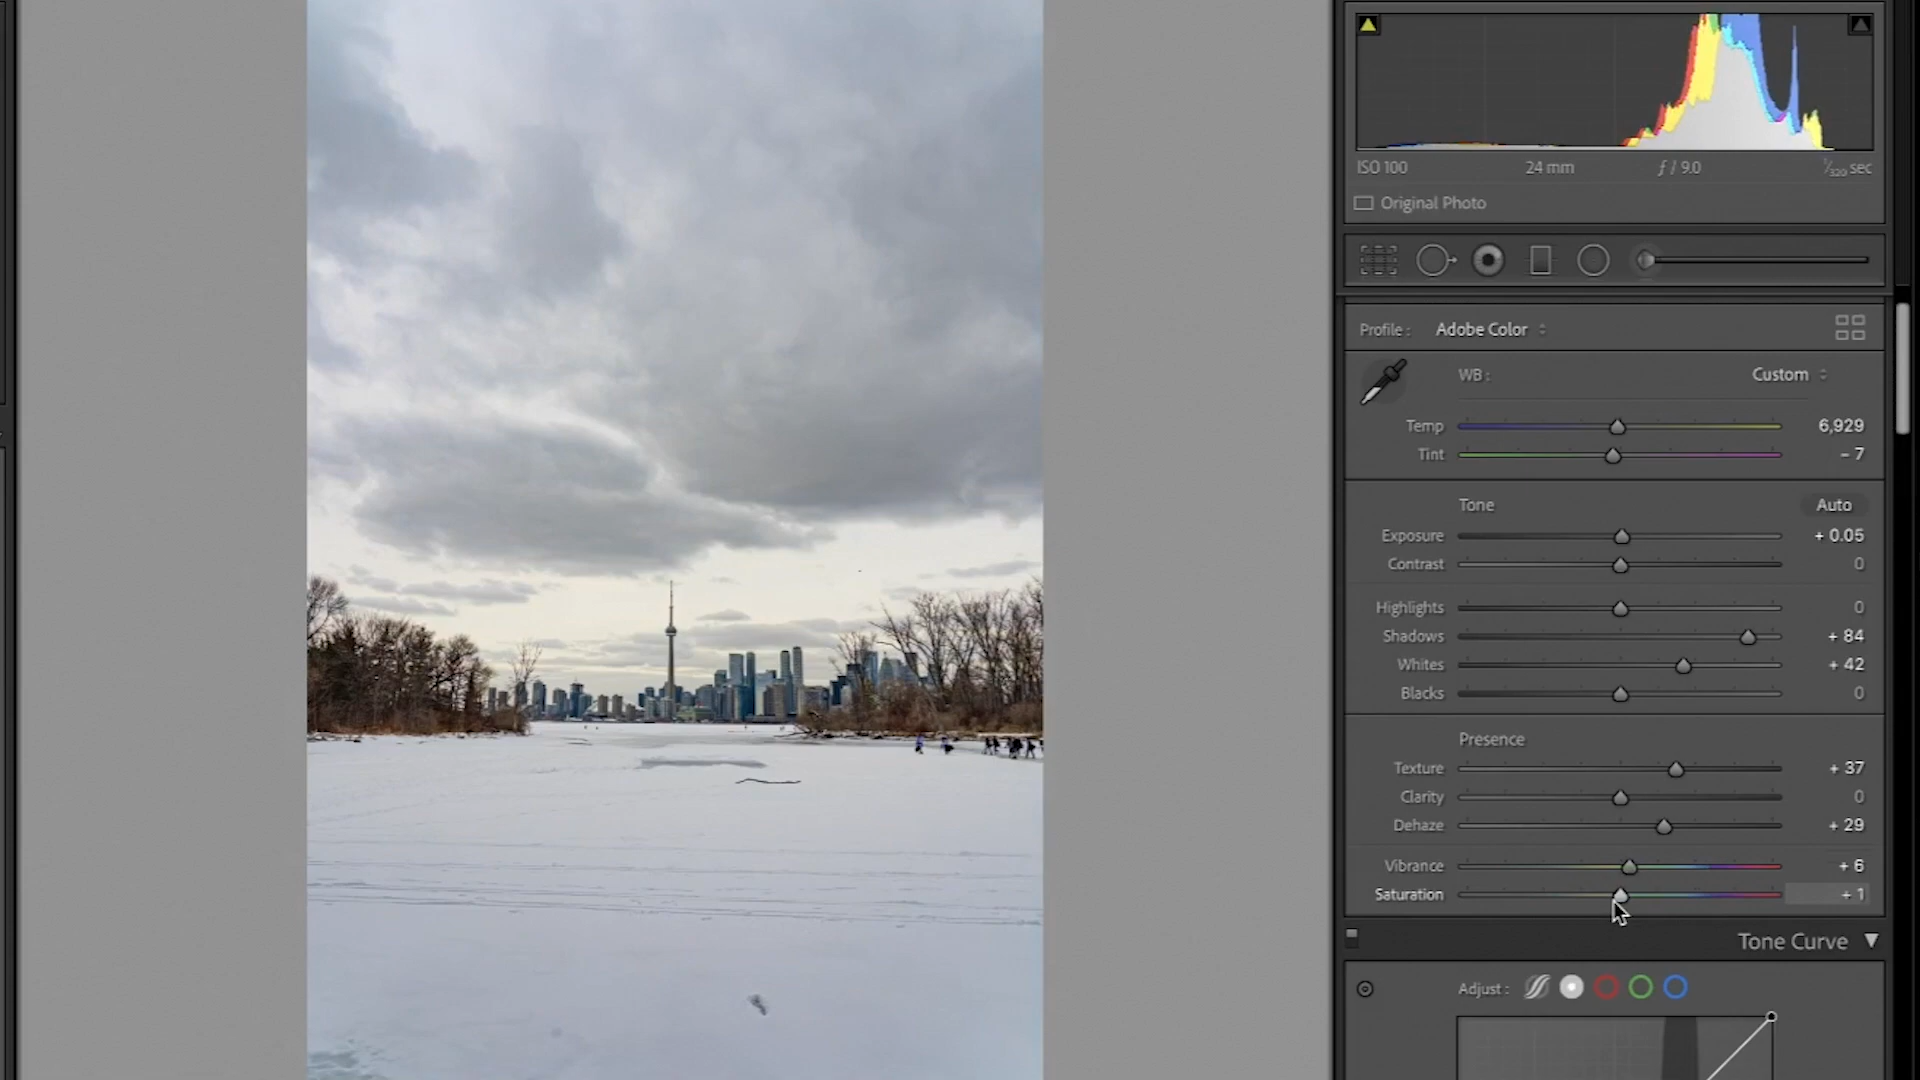 ISO 100 24 mm ƒ / 9.0 1/320 sec
Original Photo
Profile : Adobe Color
WB : Custom
Temp 6,929
Tint − 7
Tone Auto
Exposure + 0.05
Contrast 0
Highlights 0
Shadows + 84
Whites + 42
Blacks 0
Presence
Texture + 37
Clarity 0
Dehaze + 29
Vibrance + 6
Saturation + 1
Tone Curve
Adjust :